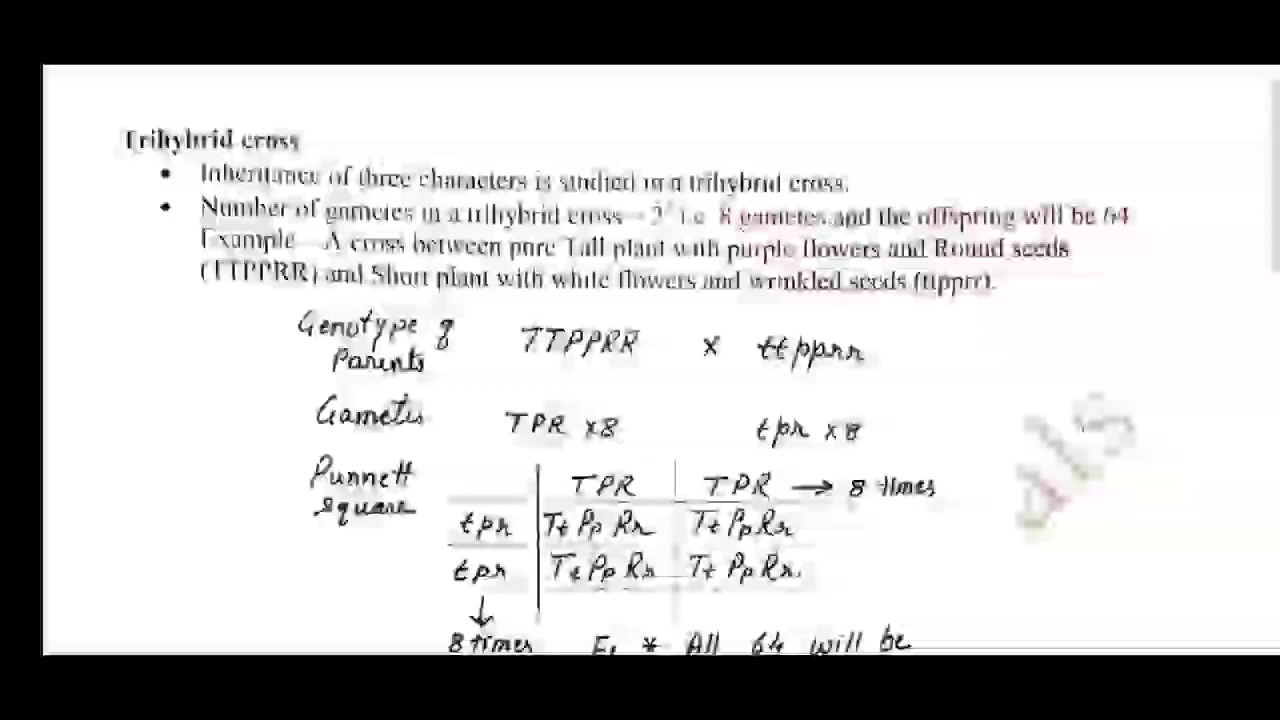 Trihybrid cross
• Inheritance of three characters is studied in a trihybrid cross.
• Number of gametes in a trihybrid cross – 2³ i.e. 8 gametes and the offspring will be 64
Example – A cross between pure Tall plant with purple flowers and Round seeds
(TTPPRR) and Short plant with white flowers and wrinkled seeds (ttpprr).
Genotype of TTPPRR x ttpprr
Parents
Gametes TPR x8 tpr x8
Punnett square TPR TPR → 8 times
tpr TtPpRr TtPpRr
tpr TtPpRr TtPpRr
↓
8 times F₁ * All 64 will be